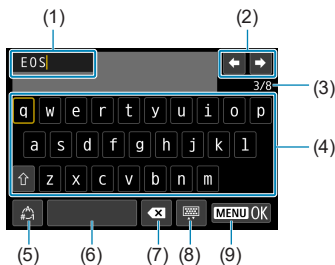 (1) (2)
EOS
3/8 (3)
q w e r t y u i o p
a s d f g h j k l (4)
z x c v b n m
MENU OK
(5) (6) (7) (8) (9)